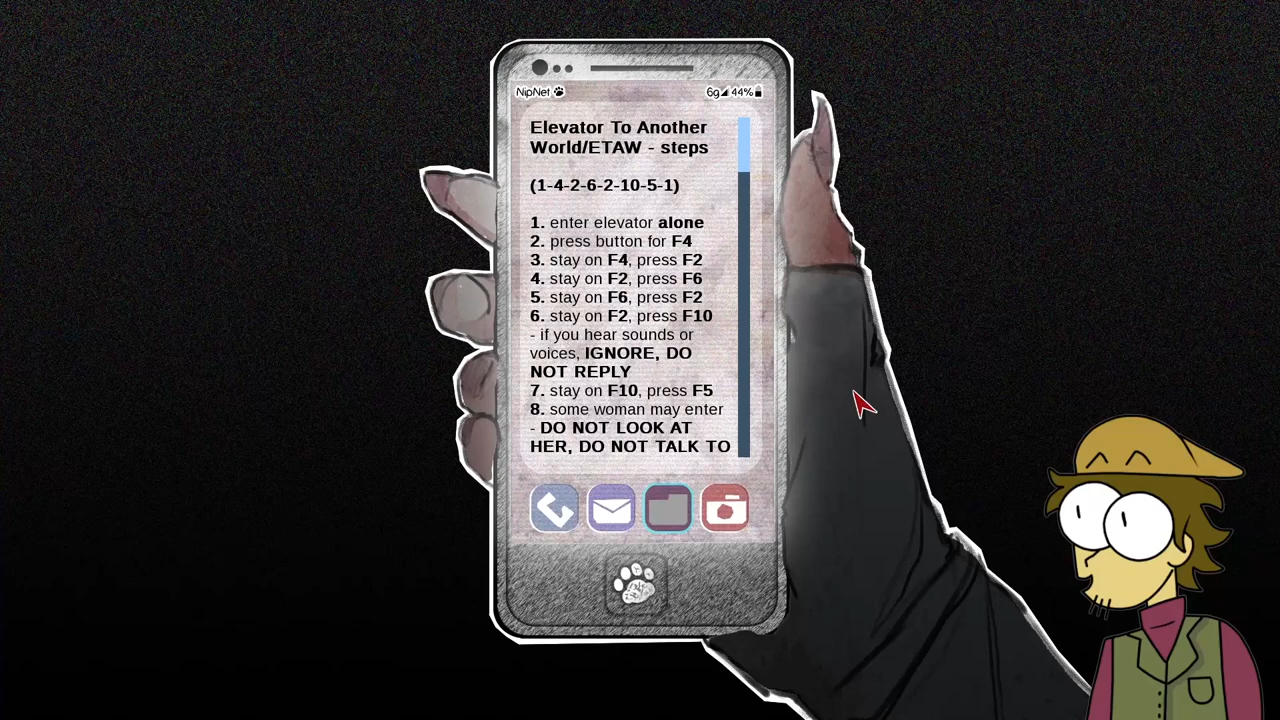 NipNet 6g 44%
Elevator To Another
World/ETAW - steps
(1-4-2-6-2-10-5-1)
1. enter elevator alone
2. press button for F4
3. stay on F4, press F2
4. stay on F2, press F6
5. stay on F6, press F2
6. stay on F2, press F10
- if you hear sounds or
voices, IGNORE, DO
NOT REPLY
7. stay on F10, press F5
8. some woman may enter
- DO NOT LOOK AT
HER, DO NOT TALK TO